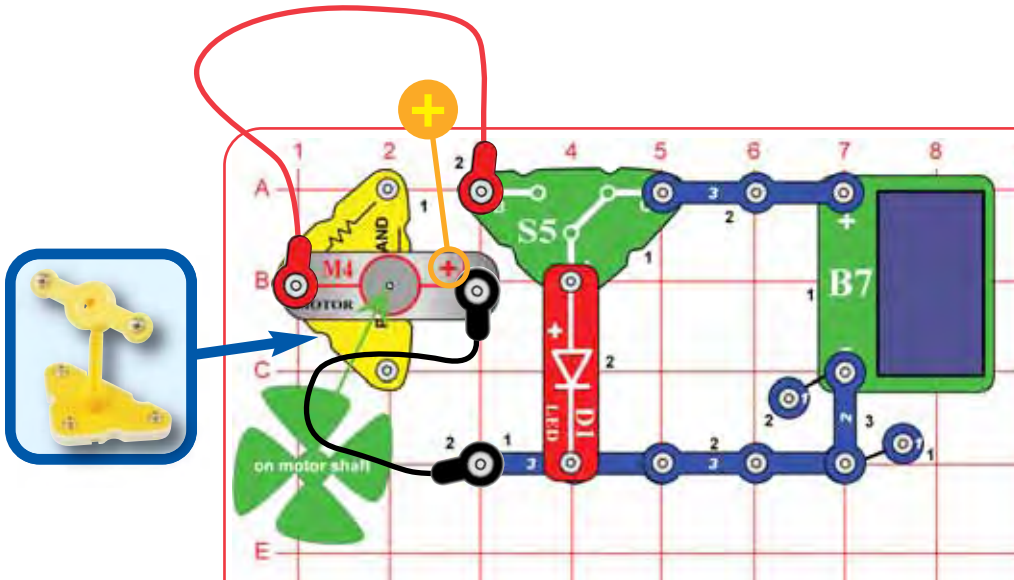 +
1 2 4 5 6 7 8
A 2 1 3 2
AND
S5
1
+
B M4 +
MOTOR
1 B7
+
-
C 2
1 2 2 3
D1
LED
on motor shaft
2 1 3 2 3 1 1
E